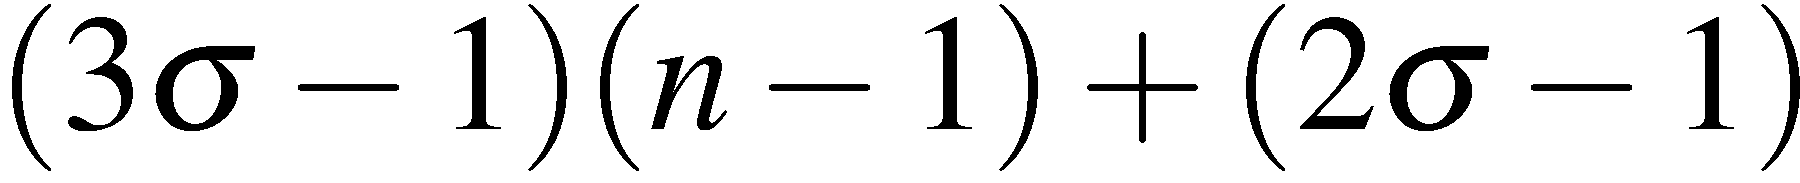 (3σ − 1)(n − 1) + (2σ − 1)